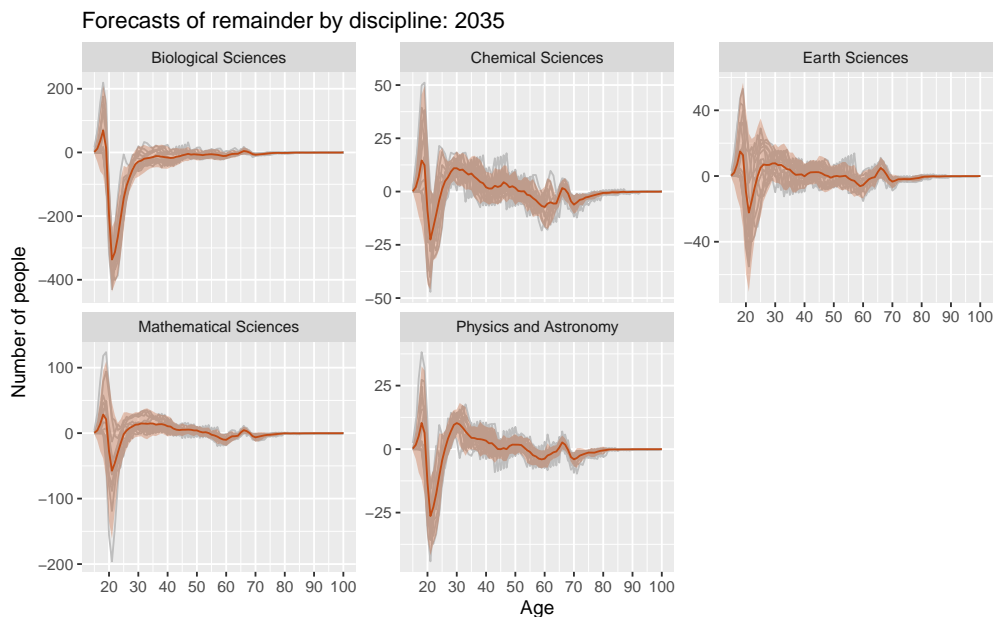 Forecasts of remainder by discipline: 2035
Biological Sciences
Chemical Sciences
Earth Sciences
200
0
−200
−400
50
25
0
−25
−50
40
0
−40
20 30 40 50 60 70 80 90 100
Mathematical Sciences
Physics and Astronomy
100
0
−100
−200
25
0
−25
20 30 40 50 60 70 80 90 100
20 30 40 50 60 70 80 90 100
Number of people
Age